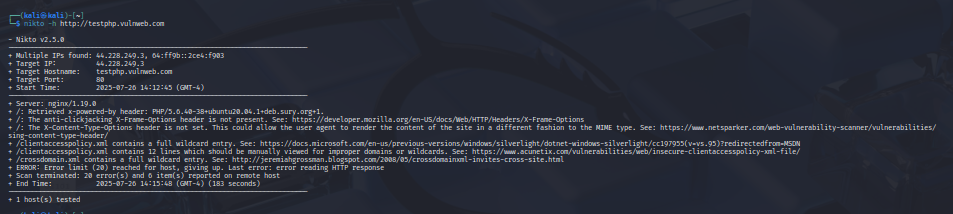 ┌──(kali㉿kali)-[~]
└─$ nikto -h http://testphp.vulnweb.com
- Nikto v2.5.0
---------------------------------------------------------------------------
+ Multiple IPs found: 44.228.249.3, 64:ff9b::2ce4:f903
+ Target IP: 44.228.249.3
+ Target Hostname: testphp.vulnweb.com
+ Target Port: 80
+ Start Time: 2025-07-26 14:12:45 (GMT-4)
---------------------------------------------------------------------------
+ Server: nginx/1.19.0
+ /: Retrieved x-powered-by header: PHP/5.6.40-38+ubuntu20.04.1+deb.sury.org+1.
+ /: The anti-clickjacking X-Frame-Options header is not present. See: https://developer.mozilla.org/en-US/docs/Web/HTTP/Headers/X-Frame-Options
+ /: The X-Content-Type-Options header is not set. This could allow the user agent to render the content of the site in a different fashion to the MIME type. See: https://www.netsparker.com/web-vulnerability-scanner/vulnerabilities/
sing-content-type-header/
+ /clientaccesspolicy.xml contains a full wildcard entry. See: https://docs.microsoft.com/en-us/previous-versions/windows/silverlight/dotnet-windows-silverlight/cc197955(v=vs.95)?redirectedfrom=MSDN
+ /clientaccesspolicy.xml contains 12 lines which should be manually viewed for improper domains or wildcards. See: https://www.acunetix.com/vulnerabilities/web/insecure-clientaccesspolicy-xml-file/
+ /crossdomain.xml contains a full wildcard entry. See: http://jeremiahgrossman.blogspot.com/2008/05/crossdomainxml-invites-cross-site.html
+ ERROR: Error limit (20) reached for host, giving up. Last error: error reading HTTP response
+ Scan terminated: 20 error(s) and 6 item(s) reported on remote host
+ End Time: 2025-07-26 14:15:48 (GMT-4) (183 seconds)
---------------------------------------------------------------------------
+ 1 host(s) tested